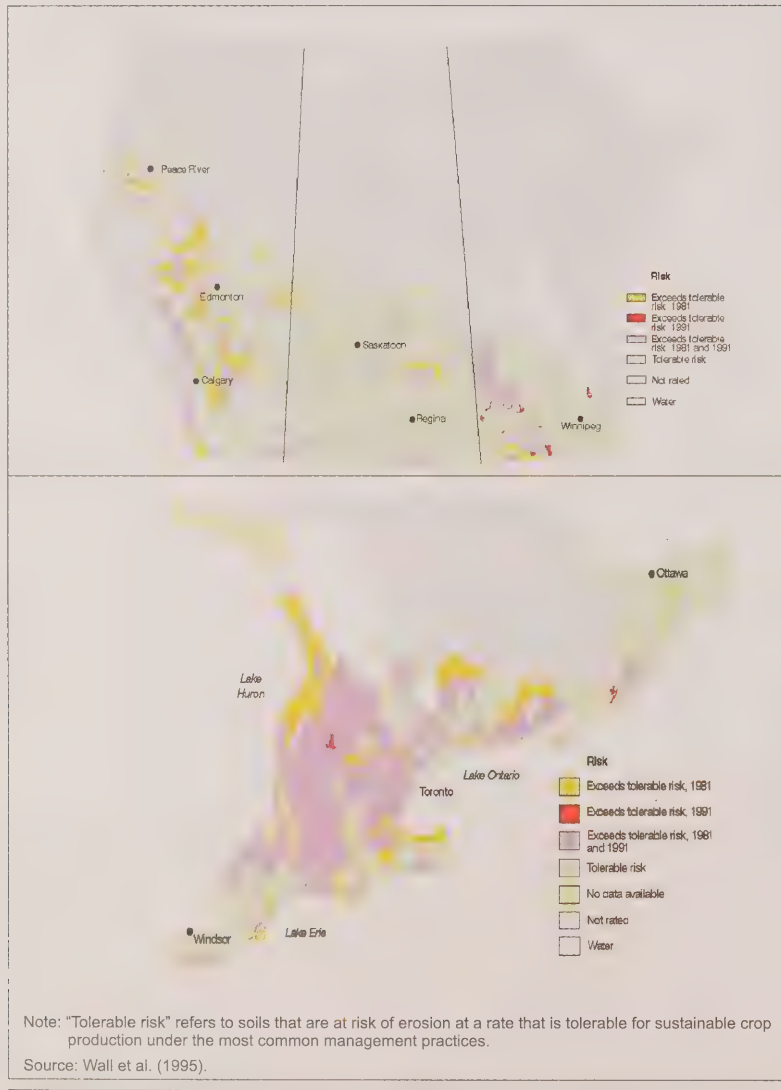 Peace River
Edmonton
Saskatoon
Calgary
Regina
Winnipeg
Risk
Exceeds tolerable
risk 1981
Exceeds tolerable
risk 1991
Exceeds tolerable
risk 1981 and 1991
Tolerable risk
Not rated
Water
Ottawa
Lake
Huron
Lake Ontario
Toronto
Windsor
Lake Erie
Risk
Exceeds tolerable risk, 1981
Exceeds tolerable risk, 1991
Exceeds tolerable risk, 1981
and 1991
Tolerable risk
No data available
Not rated
Water
Note: "Tolerable risk" refers to soils that are at risk of erosion at a rate that is tolerable for sustainable crop
production under the most common management practices.
Source: Wall et al. (1995).